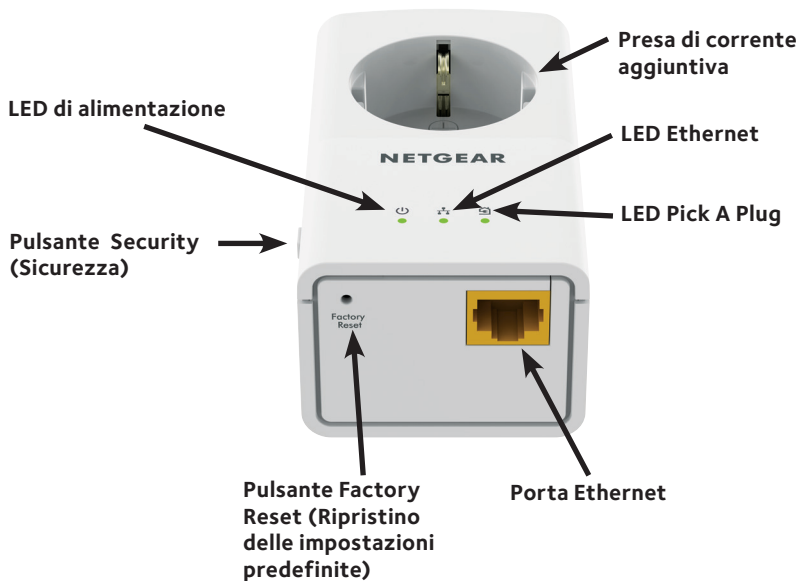 Presa di corrente
aggiuntiva
LED di alimentazione
LED Ethernet
NETGEAR
LED Pick A Plug
Pulsante Security
(Sicurezza)
Factory
Reset
Pulsante Factory
Reset (Ripristino
delle impostazioni
predefinite)
Porta Ethernet